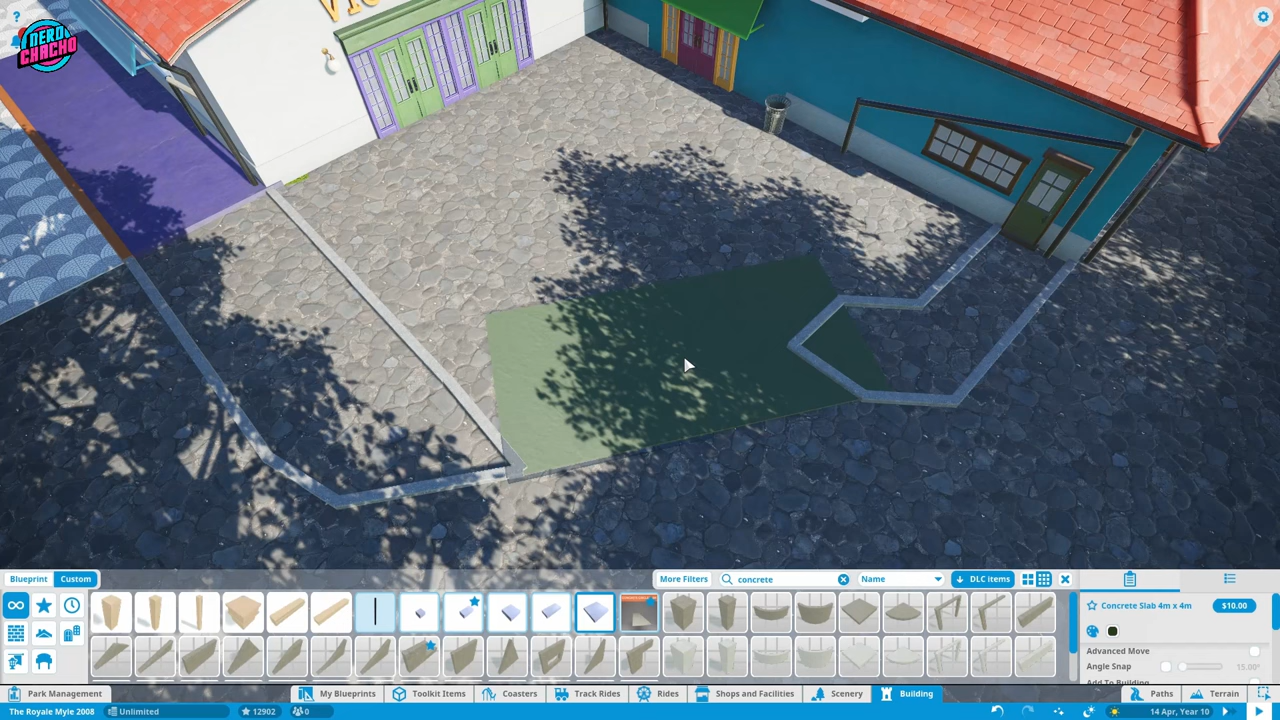 ?
NERD
CHACHO
VIC
Blueprint
Custom
More Filters
concrete
Name
DLC items
Concrete Slab 4m x 4m
$10.00
Advanced Move
Angle Snap
15.00°
Park Management
My Blueprints
Toolkit Items
Coasters
Track Rides
Rides
Shops and Facilities
Scenery
Building
Paths
Terrain
The Royale Myle 2008
Unlimited
12902
0
14 Apr, Year 10